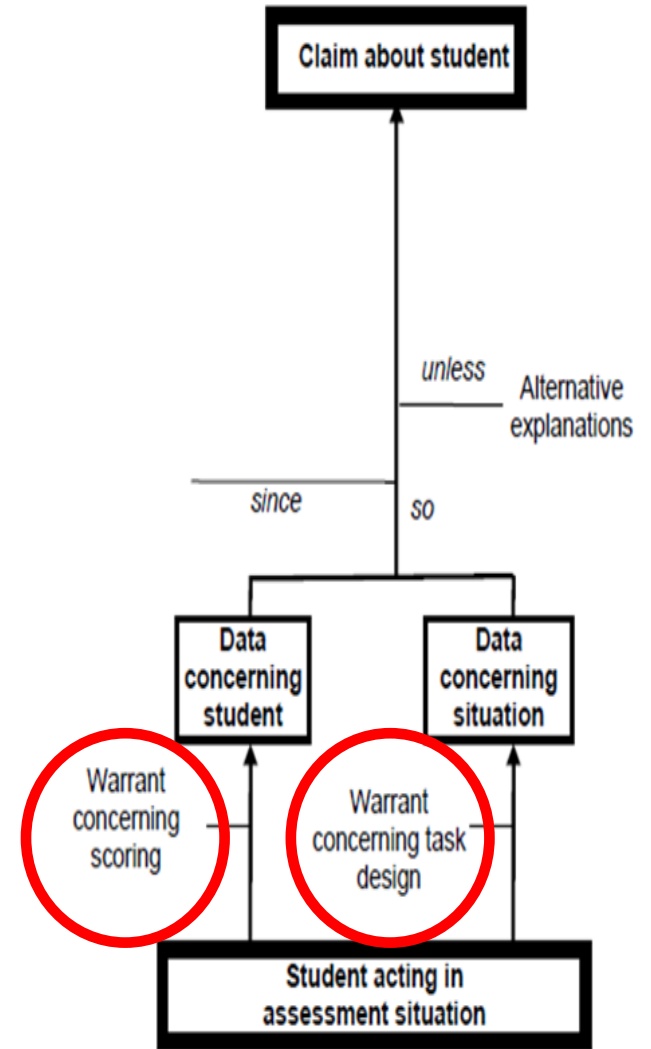 Claim about student
unless
Alternative
explanations
since
so
Data
concerning
student
Data
concerning
situation
Warrant
concerning
scoring
Warrant
concerning task
design
Student acting in
assessment situation